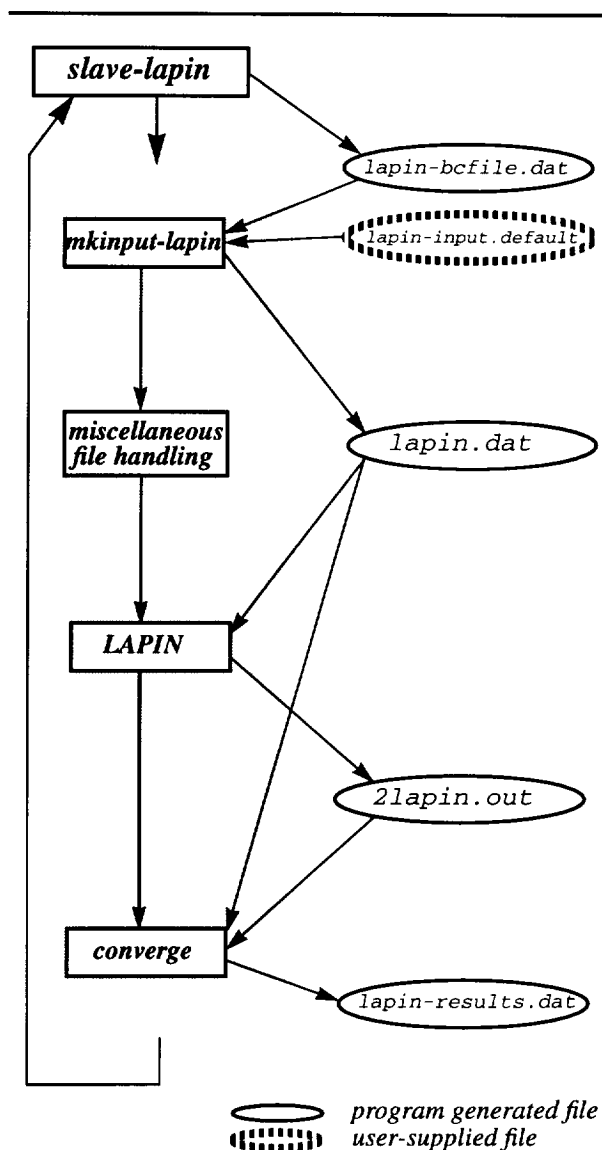 slave-lapin
lapin-bcfile.dat
mkinput-lapin
lapin-input.default
miscellaneous
file handling
lapin.dat
LAPIN
2lapin.out
converge
lapin-results.dat
program generated file
user-supplied file